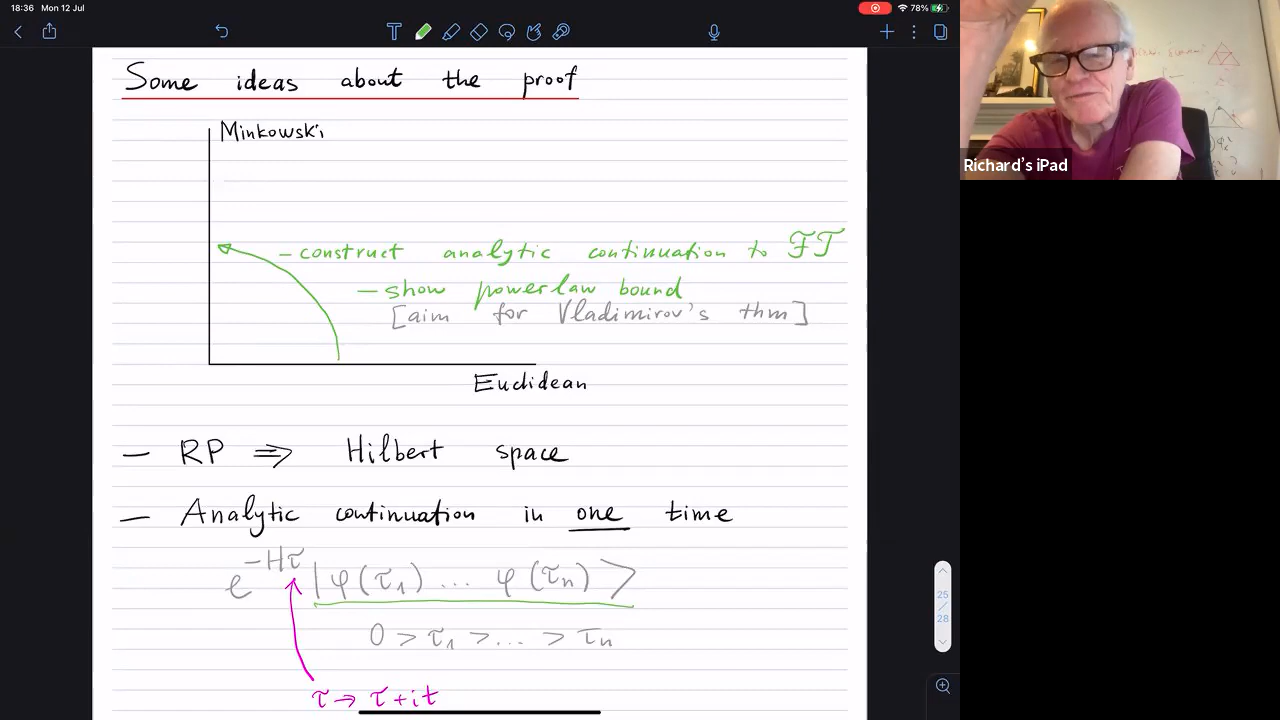 18:36 Mon 12 Jul
78%
Some ideas about the proof
Minkowski
– construct analytic continuation to FT
– show powerlaw bound
[aim for Vladimirov's thm]
Euclidean
– RP ⇒ Hilbert space
– Analytic continuation in one time
e^{-Hτ} |φ(τ₁) ... φ(τₙ)>
0 > τ₁ > ... > τₙ
τ → τ + it
25
/
28
Richard's iPad